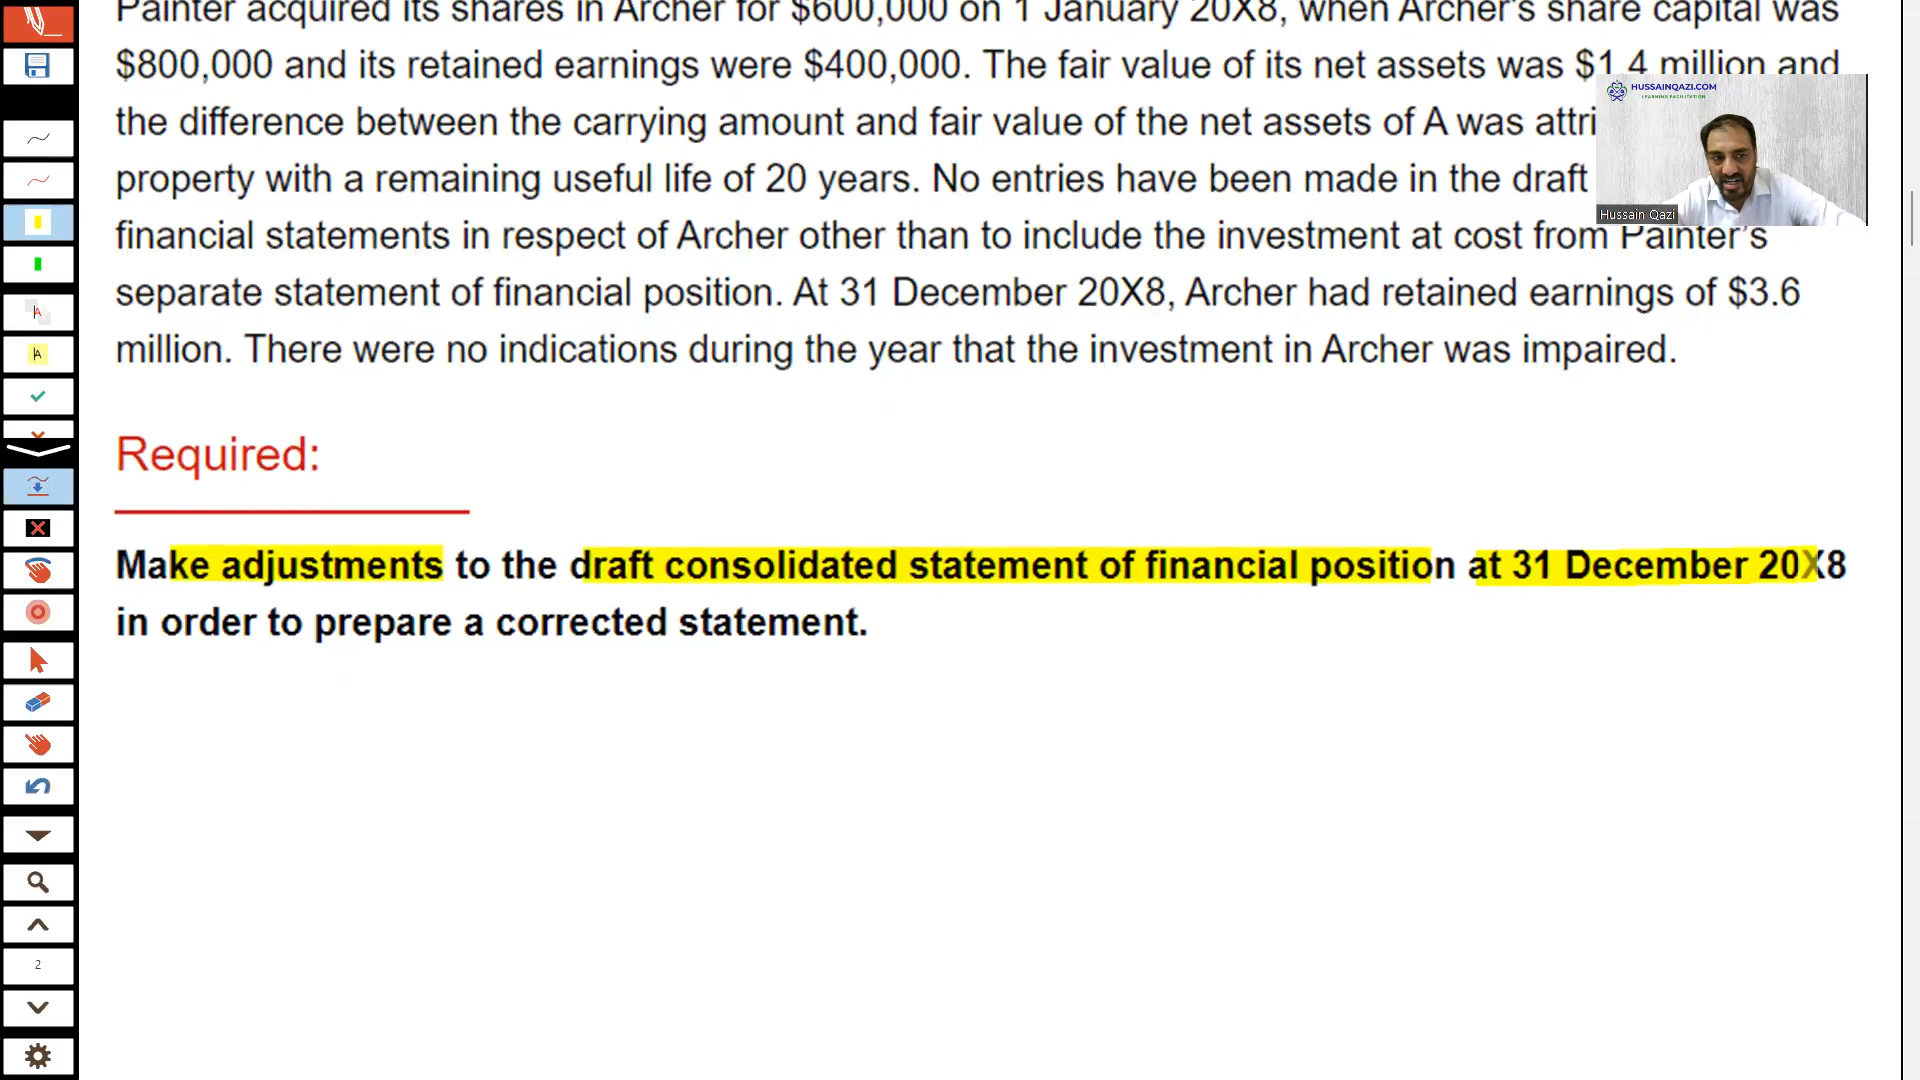 Painter acquired its shares in Archer for $600,000 on 1 January 20X8, when Archer's share capital was
$800,000 and its retained earnings were $400,000. The fair value of its net assets was $1.4 million and
HUSSAINQAZI.COM
LEARNING FACILITATION
the difference between the carrying amount and fair value of the net assets of A was attri
property with a remaining useful life of 20 years. No entries have been made in the draft
Hussain Qazi
financial statements in respect of Archer other than to include the investment at cost from Painter's
separate statement of financial position. At 31 December 20X8, Archer had retained earnings of $3.6
million. There were no indications during the year that the investment in Archer was impaired.
Required:
Make adjustments to the draft consolidated statement of financial position at 31 December 20X8
in order to prepare a corrected statement.
A
A
2